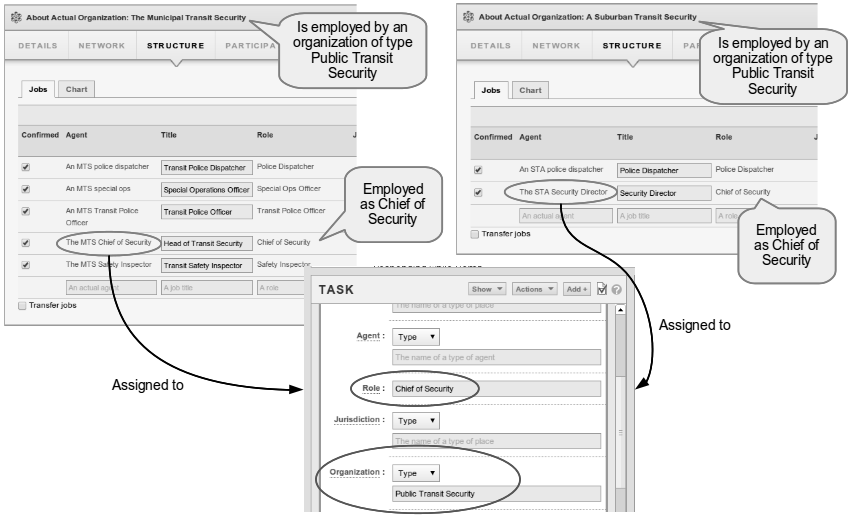 About Actual Organization: The Municipal Transit Security
DETAILS NETWORK STRUCTURE PARTICIPA
Is employed by an
organization of type
Public Transit
Security
Jobs Chart
Confirmed Agent Title Role J
An MTS police dispatcher Transit Police Dispatcher Police Dispatcher
An MTS special ops Special Operations Officer Special Ops Officer
An MTS Transit Police
Officer Transit Police Officer Transit Police Officer
The MTS Chief of Security Head of Transit Security Chief of Security
The MTS Safety Inspector Transit Safety Inspector Safety Inspector
An actual agent A job title A role
Transfer jobs
Employed
as Chief of
Security
About Actual Organization: A Suburban Transit Security
DETAILS NETWORK STRUCTURE PA
Is employed by an
organization of type
Public Transit
Security
Jobs Chart
Confirmed Agent Title Role J
An STA police dispatcher Police Dispatcher Police Dispatcher
The STA Security Director Security Director Chief of Security
An actual agent A job title A role
Transfer jobs
Employed
as Chief of
Security
Assigned to
Assigned to
TASK Show Actions Add + ?
The name of a type of place
Agent : Type
The name of a type of agent
Role : Chief of Security
Jurisdiction : Type
The name of a type of place
Organization : Type
Public Transit Security